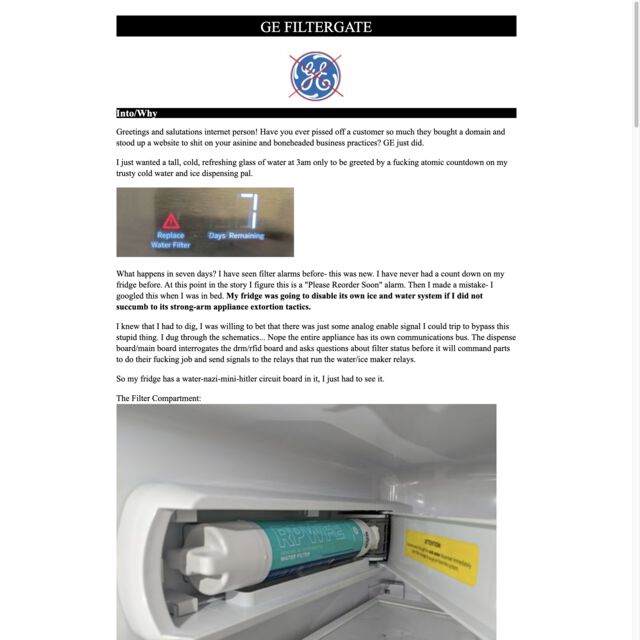 GE FILTERGATE
GE
Into/Why
Greetings and salutations internet person! Have you ever pissed off a customer so much they bought a domain and
stood up a website to shit on your asinine and boneheaded business practices? GE just did.
I just wanted a tall, cold, refreshing glass of water at 3am only to be greeted by a fucking atomic countdown on my
trusty cold water and ice dispensing pal.
7
Replace
Water Filter
Days Remaining
What happens in seven days? I have seen filter alarms before- this was new. I have never had a count down on my
fridge before. At this point in the story I figure this is a "Please Reorder Soon" alarm. Then I made a mistake- I
googled this when I was in bed. My fridge was going to disable its own ice and water system if I did not
succumb to its strong-arm appliance extortion tactics.
I knew that I had to dig, I was willing to bet that there was just some analog enable signal I could trip to bypass this
stupid thing. I dug through the schematics... Nope the entire appliance has its own communications bus. The dispense
board/main board interrogates the drm/rfid board and asks questions about filter status before it will command parts
to do their fucking job and send signals to the relays that run the water/ice maker relays.
So my fridge has a water-nazi-mini-hitler circuit board in it, I just had to see it.
The Filter Compartment:
RPWFE
WATER FILTER
ATTENTION